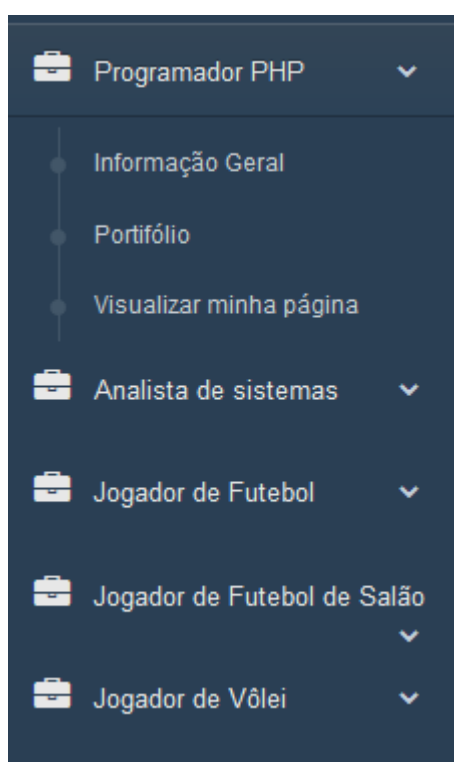 Programador PHP
Informação Geral
Portifólio
Visualizar minha página
Analista de sistemas
Jogador de Futebol
Jogador de Futebol de Salão
Jogador de Vôlei